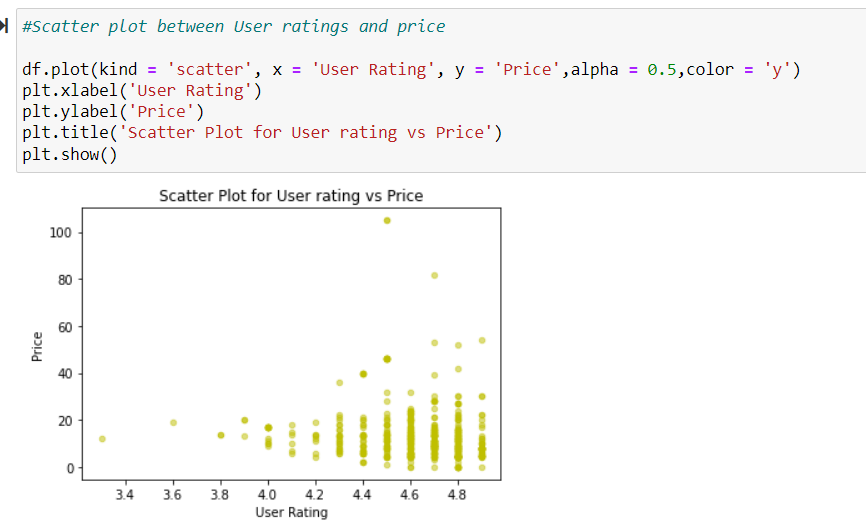 #Scatter plot between User ratings and price
df.plot(kind = 'scatter', x = 'User Rating', y = 'Price',alpha = 0.5,color = 'y')
plt.xlabel('User Rating')
plt.ylabel('Price')
plt.title('Scatter Plot for User rating vs Price')
plt.show()
Scatter Plot for User rating vs Price
100
80
60
40
20
0
Price
3.4 3.6 3.8 4.0 4.2 4.4 4.6 4.8
User Rating